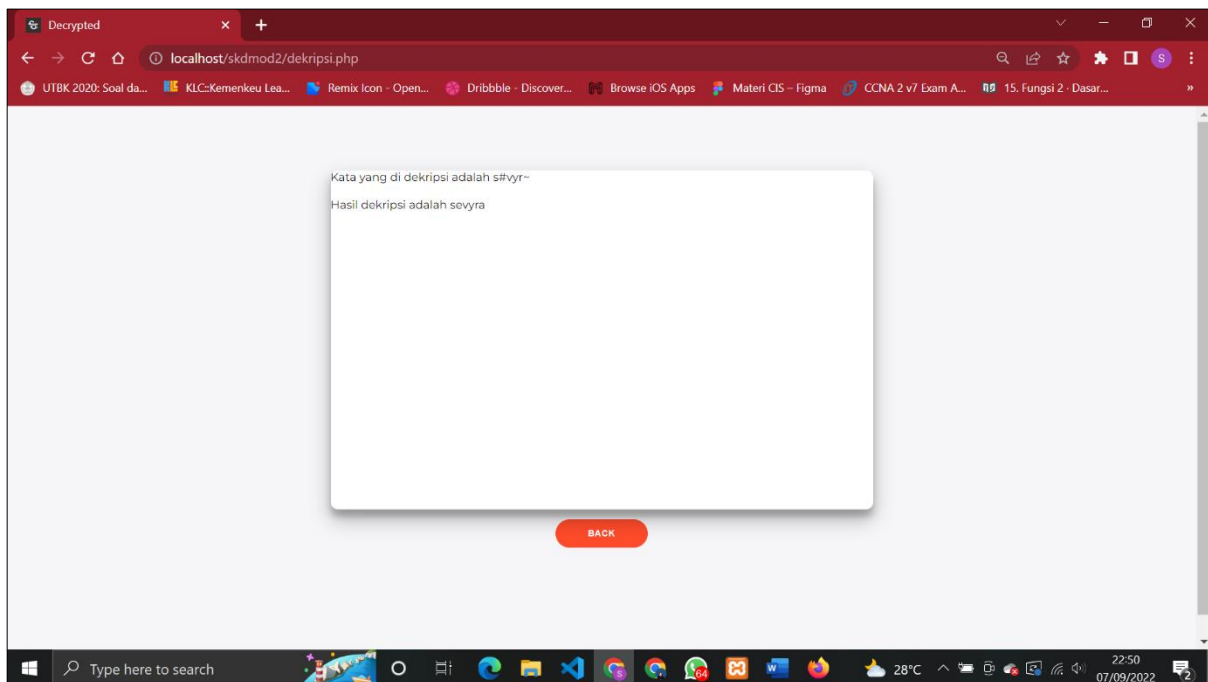 Decrypted
localhost/skdmod2/dekripsi.php
S
UTBK 2020: Soal da... KLC::Kemenkeu Lea... Remix Icon - Open... Dribbble - Discover... Browse iOS Apps Materi CIS – Figma CCNA 2 v7 Exam A... 15. Fungsi 2 · Dasar... »
Kata yang di dekripsi adalah s#vyr~
Hasil dekripsi adalah sevyra
BACK
Type here to search
28°C
22:50
07/09/2022
64
2